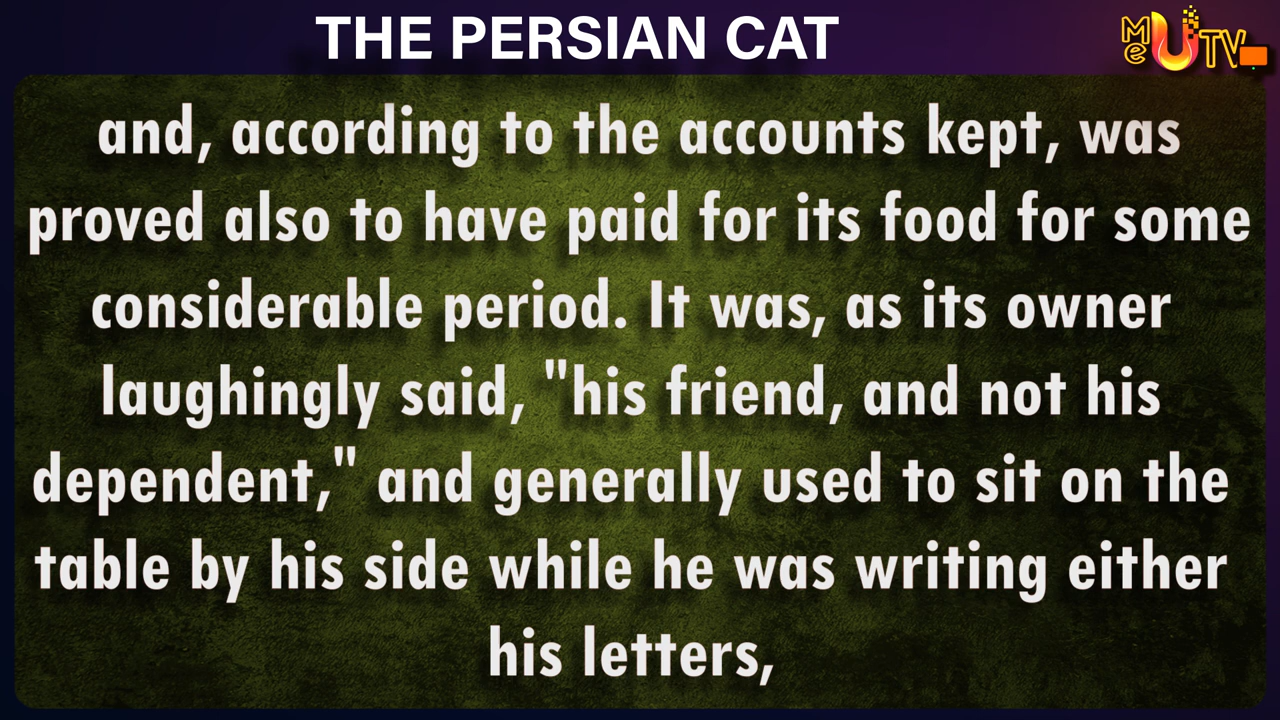 THE PERSIAN CAT
Me U TV
and, according to the accounts kept, was
proved also to have paid for its food for some
considerable period. It was, as its owner
laughingly said, "his friend, and not his
dependent," and generally used to sit on the
table by his side while he was writing either
his letters,